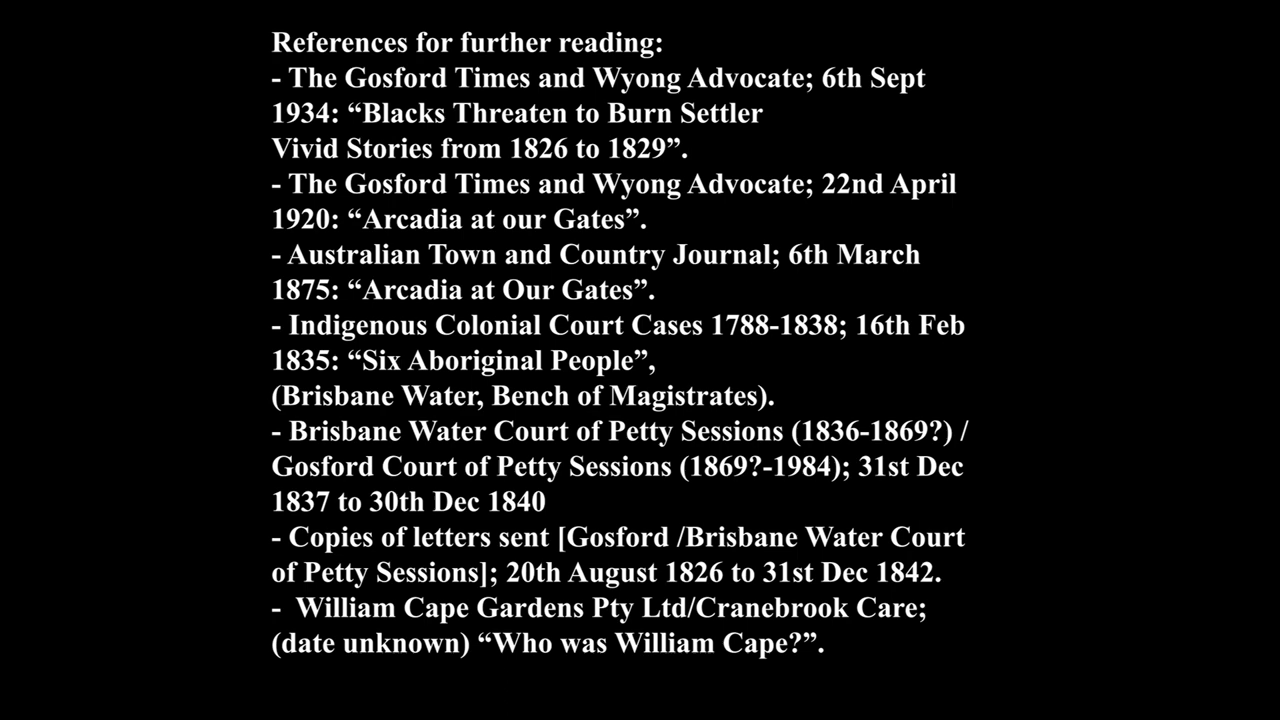 References for further reading:
- The Gosford Times and Wyong Advocate; 6th Sept
1934: “Blacks Threaten to Burn Settler
Vivid Stories from 1826 to 1829”.
- The Gosford Times and Wyong Advocate; 22nd April
1920: “Arcadia at our Gates”.
- Australian Town and Country Journal; 6th March
1875: “Arcadia at Our Gates”.
- Indigenous Colonial Court Cases 1788-1838; 16th Feb
1835: “Six Aboriginal People”,
(Brisbane Water, Bench of Magistrates).
- Brisbane Water Court of Petty Sessions (1836-1869?) /
Gosford Court of Petty Sessions (1869?-1984); 31st Dec
1837 to 30th Dec 1840
- Copies of letters sent [Gosford /Brisbane Water Court
of Petty Sessions]; 20th August 1826 to 31st Dec 1842.
-  William Cape Gardens Pty Ltd/Cranebrook Care;
(date unknown) “Who was William Cape?”.